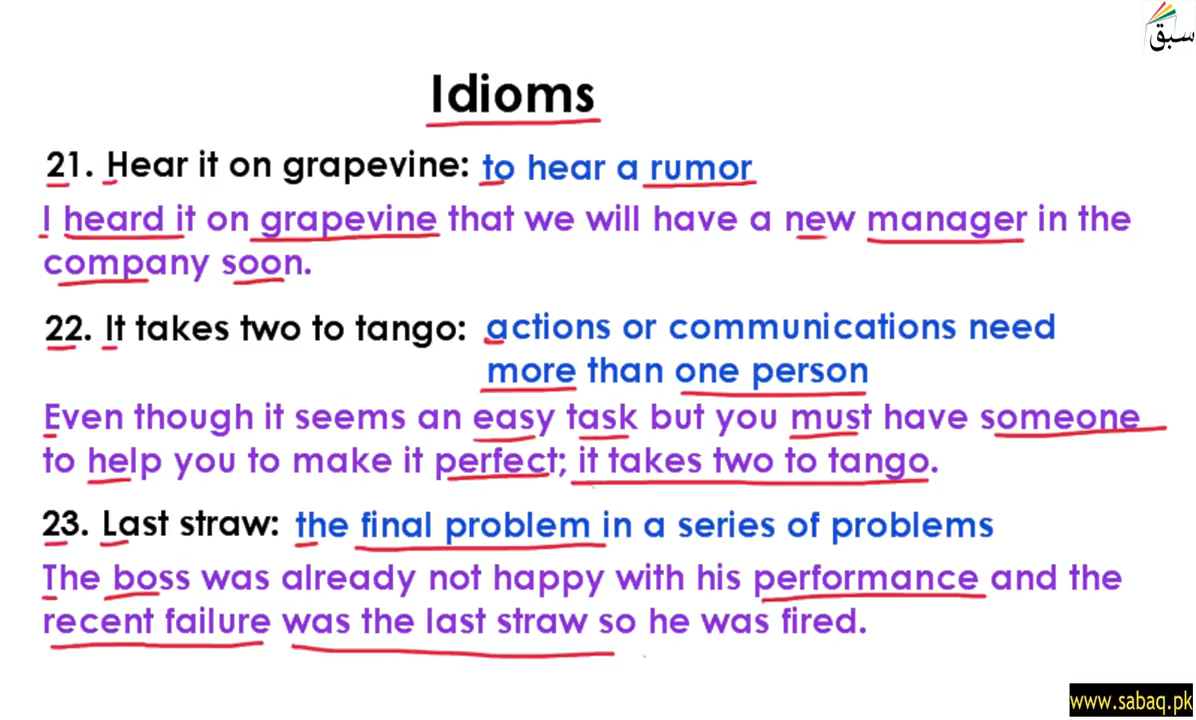 سبق
Idioms
21. Hear it on grapevine: to hear a rumor
I heard it on grapevine that we will have a new manager in the
company soon.
22. It takes two to tango: actions or communications need
more than one person
Even though it seems an easy task but you must have someone
to help you to make it perfect; it takes two to tango.
23. Last straw: the final problem in a series of problems
The boss was already not happy with his performance and the
recent failure was the last straw so he was fired.
www.sabaq.pk